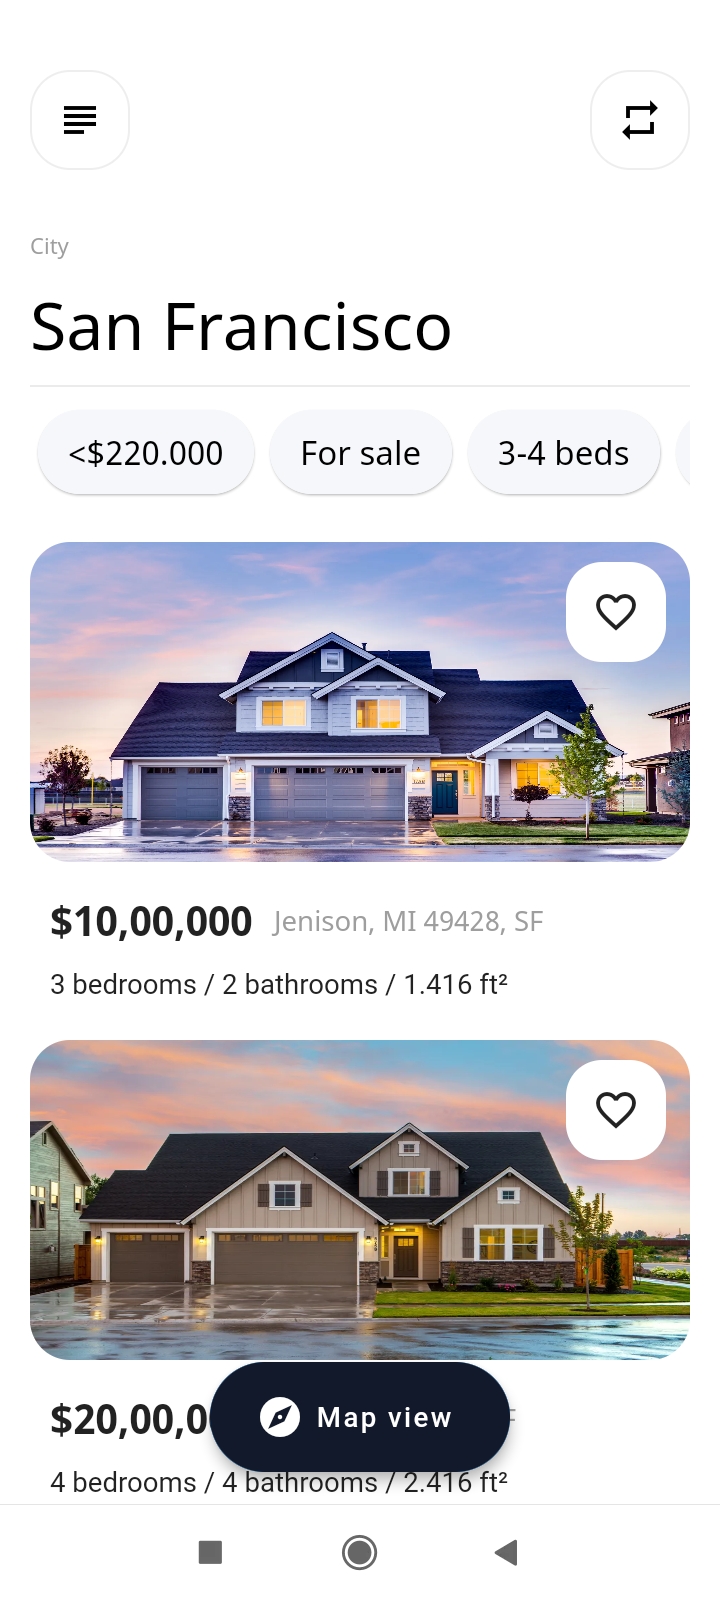 City
San Francisco
<$220.000 For sale 3-4 beds
$10,00,000 Jenison, MI 49428, SF
3 bedrooms / 2 bathrooms / 1.416 ft²
$20,00,0
Map view
4 bedrooms / 4 bathrooms / 2.416 ft²